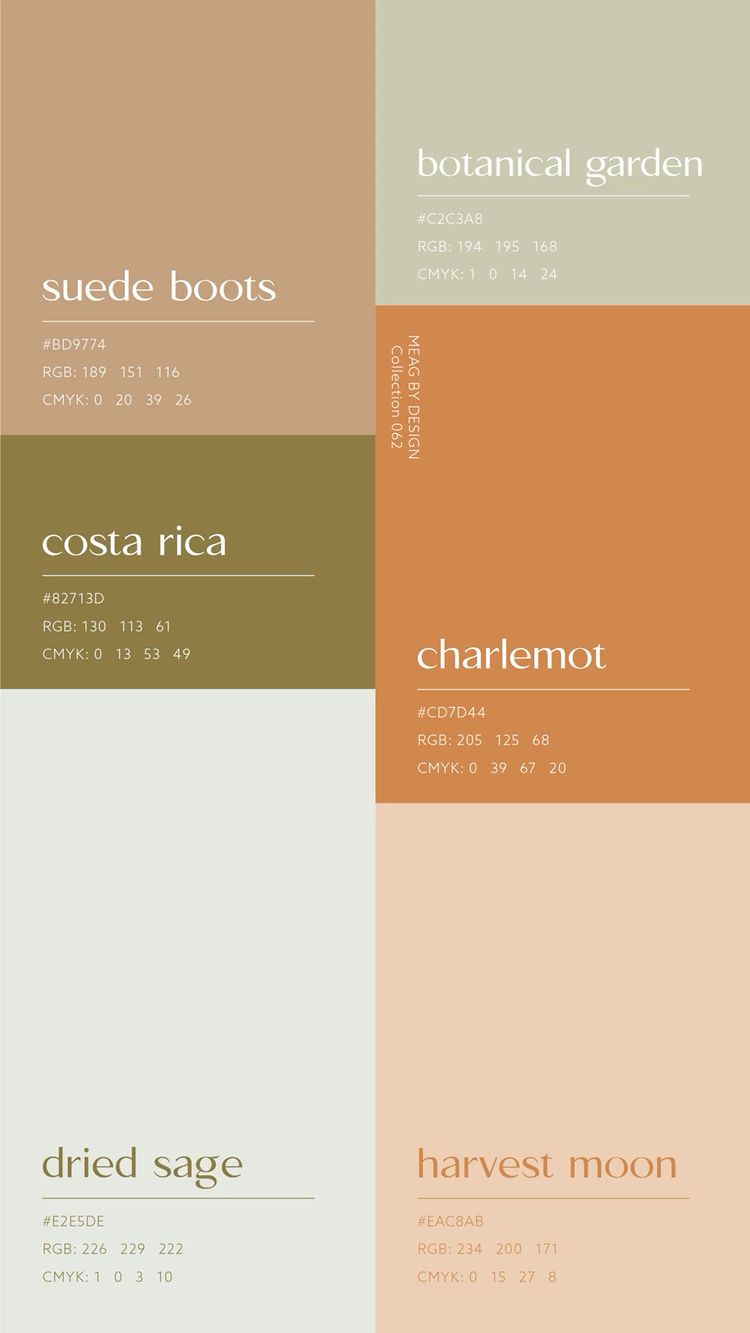 suede boots
#BD9774
RGB: 189 151 116
CMYK: 0 20 39 26
costa rica
#82713D
RGB: 130 113 61
CMYK: 0 13 53 49
dried sage
#E2E5DE
RGB: 226 229 222
CMYK: 1 0 3 10
botanical garden
#C2C3A8
RGB: 194 195 168
CMYK: 1 0 14 24
MEAG BY DESIGN
Collection 062
charlemot
#CD7D44
RGB: 205 125 68
CMYK: 0 39 67 20
harvest moon
#EAC8AB
RGB: 234 200 171
CMYK: 0 15 27 8